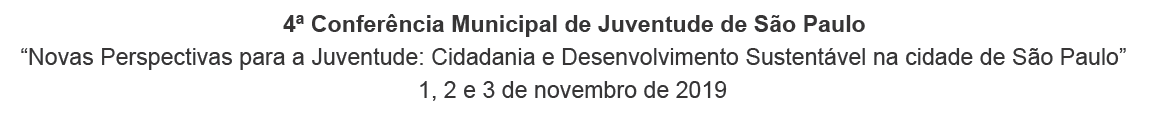 4ª Conferência Municipal de Juventude de São Paulo
“Novas Perspectivas para a Juventude: Cidadania e Desenvolvimento Sustentável na cidade de São Paulo”
1, 2 e 3 de novembro de 2019